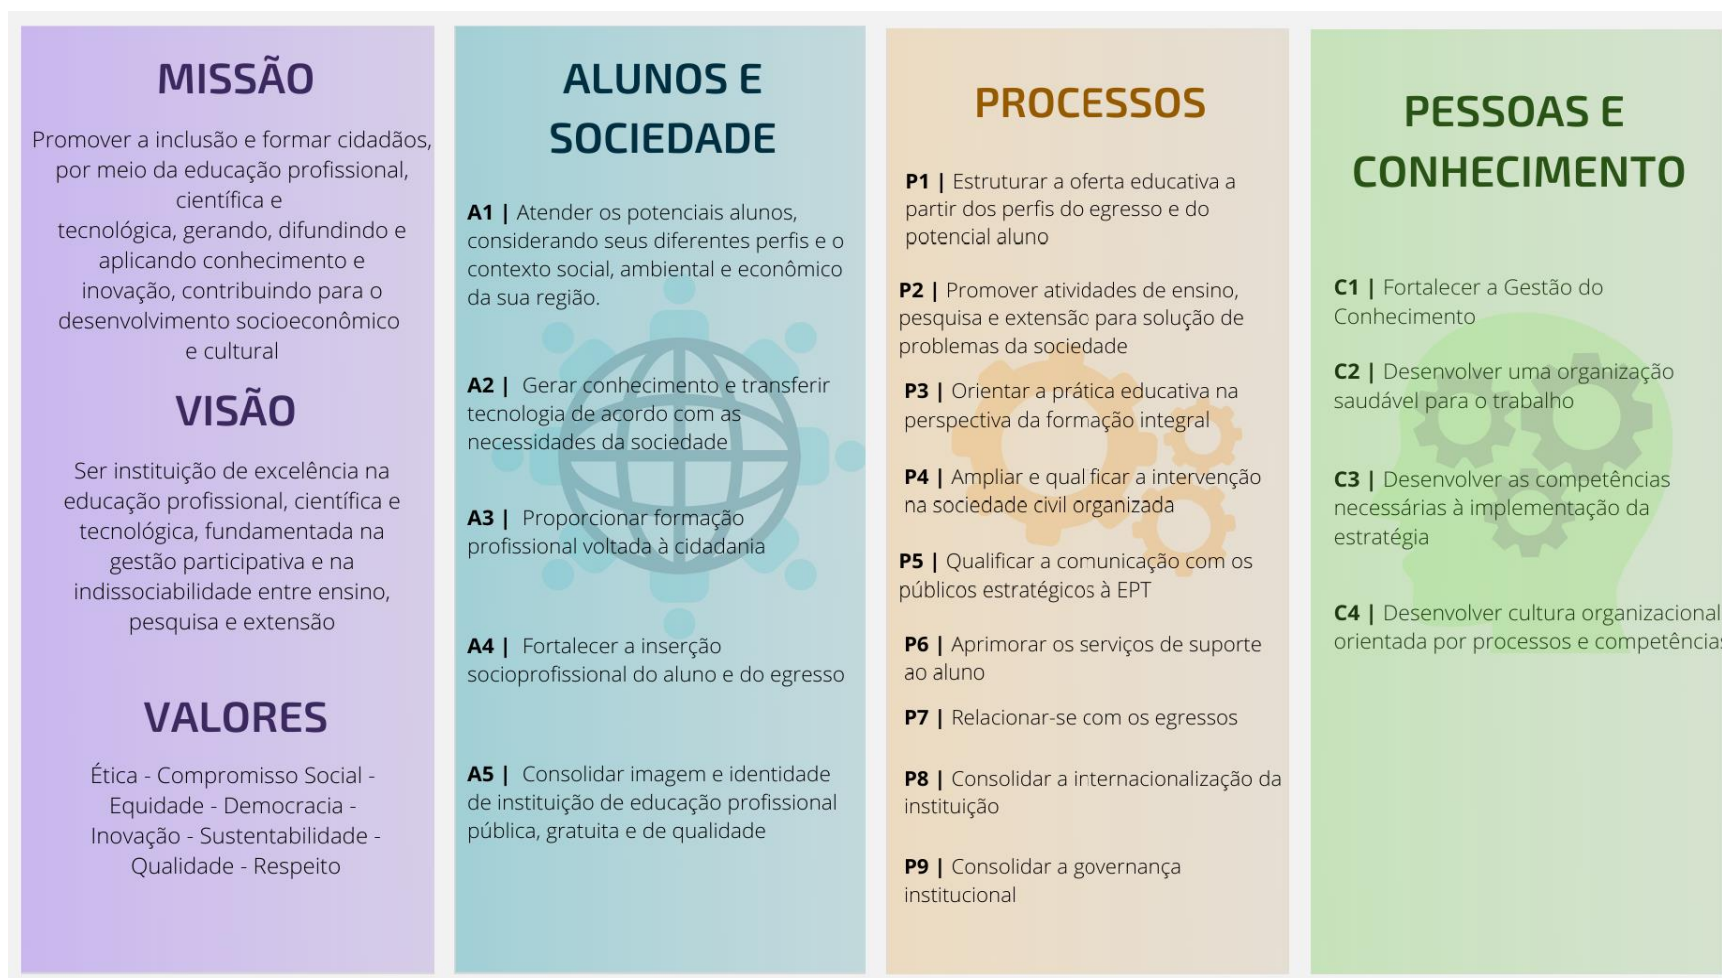 MISSÃO
Promover a inclusão e formar cidadãos,
por meio da educação profissional,
científica e
tecnológica, gerando, difundindo e
aplicando conhecimento e
inovação, contribuindo para o
desenvolvimento socioeconômico
e cultural
VISÃO
Ser instituição de excelência na
educação profissional, científica e
tecnológica, fundamentada na
gestão participativa e na
indissociabilidade entre ensino,
pesquisa e extensão
VALORES
Ética - Compromisso Social -
Equidade - Democracia -
Inovação - Sustentabilidade -
Qualidade - Respeito
ALUNOS E
SOCIEDADE
A1 | Atender os potenciais alunos,
considerando seus diferentes perfis e o
contexto social, ambiental e econômico
da sua região.
A2 | Gerar conhecimento e transferir
tecnologia de acordo com as
necessidades da sociedade
A3 | Proporcionar formação
profissional voltada à cidadania
A4 | Fortalecer a inserção
socioprofissional do aluno e do egresso
A5 | Consolidar imagem e identidade
de instituição de educação profissional
pública, gratuita e de qualidade
PROCESSOS
P1 | Estruturar a oferta educativa a
partir dos perfis do egresso e do
potencial aluno
P2 | Promover atividades de ensino,
pesquisa e extensão para solução de
problemas da sociedade
P3 | Orientar a prática educativa na
perspectiva da formação integral
P4 | Ampliar e qualificar a intervenção
na sociedade civil organizada
P5 | Qualificar a comunicação com os
públicos estratégicos à EPT
P6 | Aprimorar os serviços de suporte
ao aluno
P7 | Relacionar-se com os egressos
P8 | Consolidar a internacionalização da
instituição
P9 | Consolidar a governança
institucional
PESSOAS E
CONHECIMENTO
C1 | Fortalecer a Gestão do
Conhecimento
C2 | Desenvolver uma organização
saudável para o trabalho
C3 | Desenvolver as competências
necessárias à implementação da
estratégia
C4 | Desenvolver cultura organizacional
orientada por processos e competências